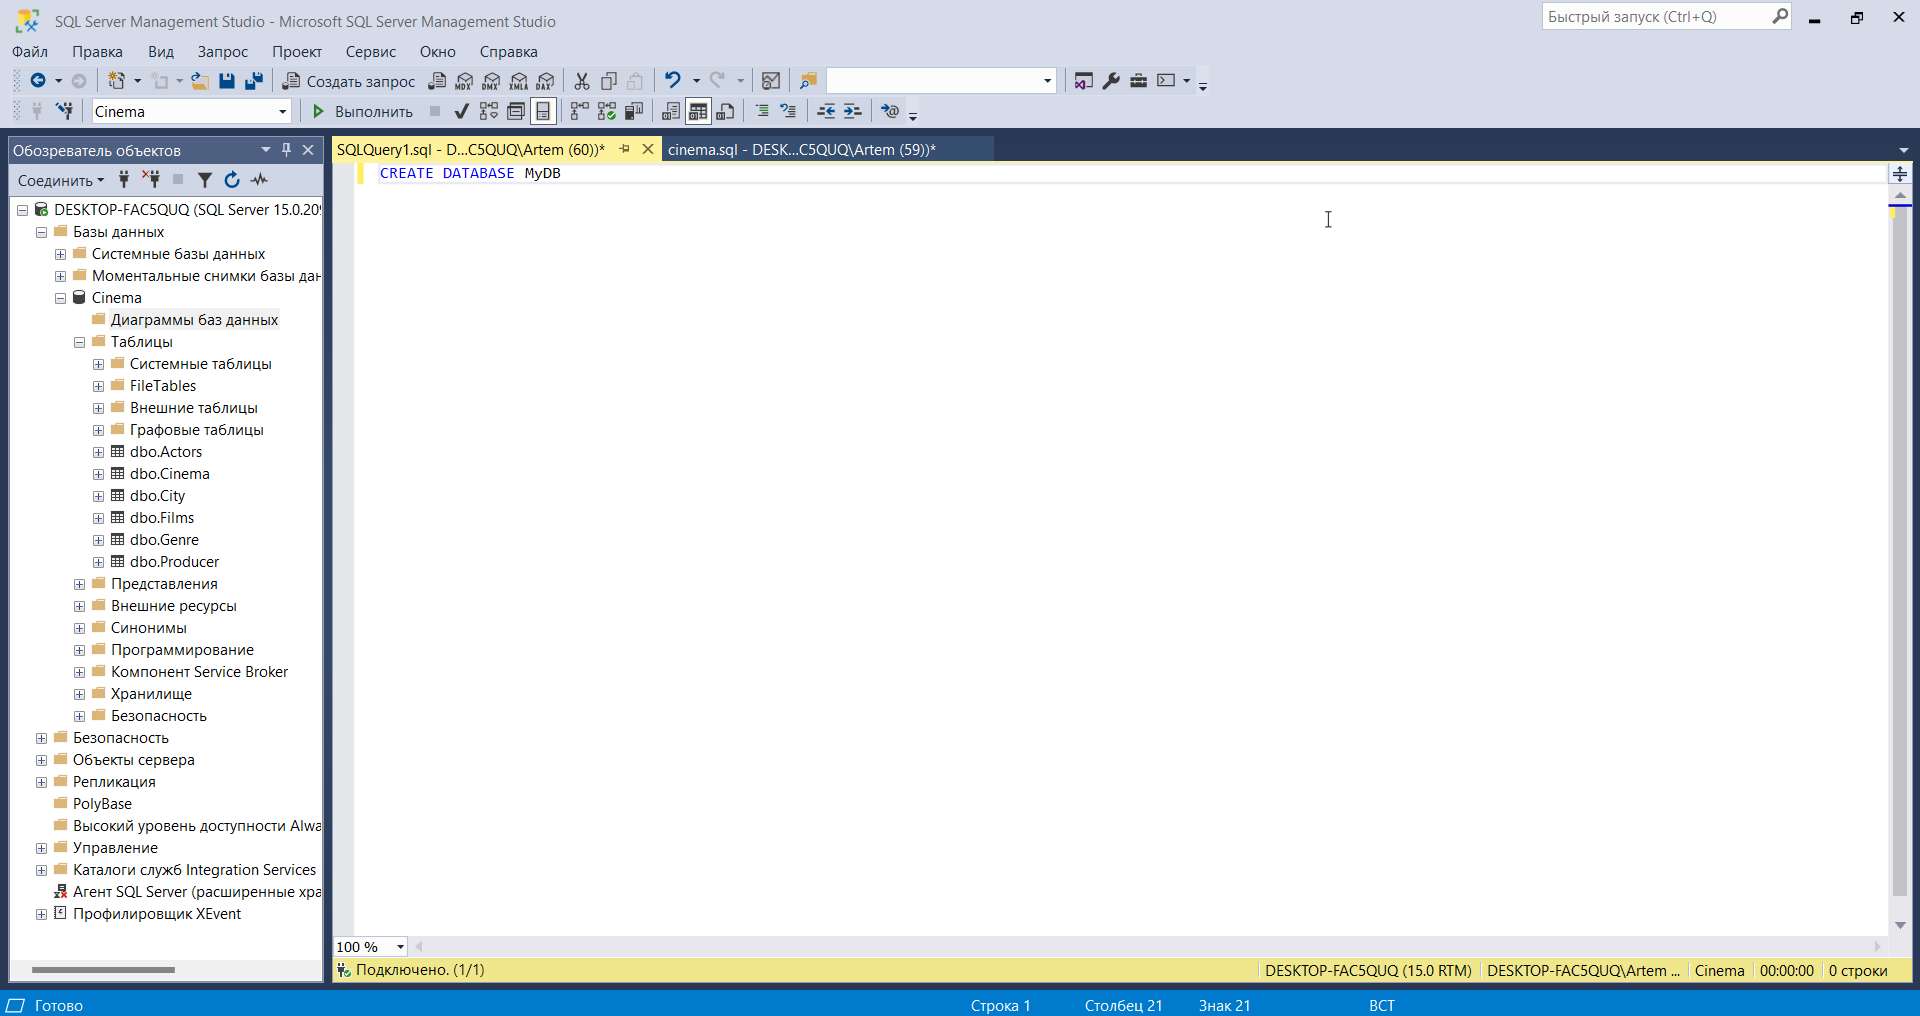 SQL Server Management Studio - Microsoft SQL Server Management Studio
Быстрый запуск (Ctrl+Q)
Файл Правка Вид Запрос Проект Сервис Окно Справка
Создать запрос MDX DMX XMLA DAX
Cinema Выполнить
Обозреватель объектов
SQLQuery1.sql - D...C5QUQ\Artem (60))* cinema.sql - DESK...C5QUQ\Artem (59))*
Соединить
CREATE DATABASE MyDB
DESKTOP-FAC5QUQ (SQL Server 15.0.209
Базы данных
Системные базы данных
Моментальные снимки базы дан
Cinema
Диаграммы баз данных
Таблицы
Системные таблицы
FileTables
Внешние таблицы
Графовые таблицы
dbo.Actors
dbo.Cinema
dbo.City
dbo.Films
dbo.Genre
dbo.Producer
Представления
Внешние ресурсы
Синонимы
Программирование
Компонент Service Broker
Хранилище
Безопасность
Безопасность
Объекты сервера
Репликация
PolyBase
Высокий уровень доступности Alwa
Управление
Каталоги служб Integration Services
Агент SQL Server (расширенные хра
Профилировщик XEvent
100 %
Подключено. (1/1) DESKTOP-FAC5QUQ (15.0 RTM) DESKTOP-FAC5QUQ\Artem ... Cinema 00:00:00 0 строки
Готово Строка 1 Столбец 21 Знак 21 ВСТ